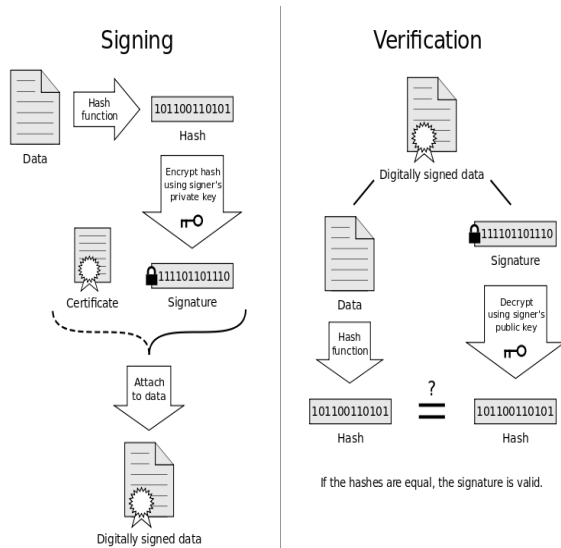 Signing
Data
Hash
function
101100110101
Hash
Encrypt hash
using signer's
private key
Certificate
111101101110
Signature
Attach
to data
Digitally signed data
Verification
Digitally signed data
Data
111101101110
Signature
Hash
function
Decrypt
using signer's
public key
101100110101
Hash
?
=
101100110101
Hash
If the hashes are equal, the signature is valid.